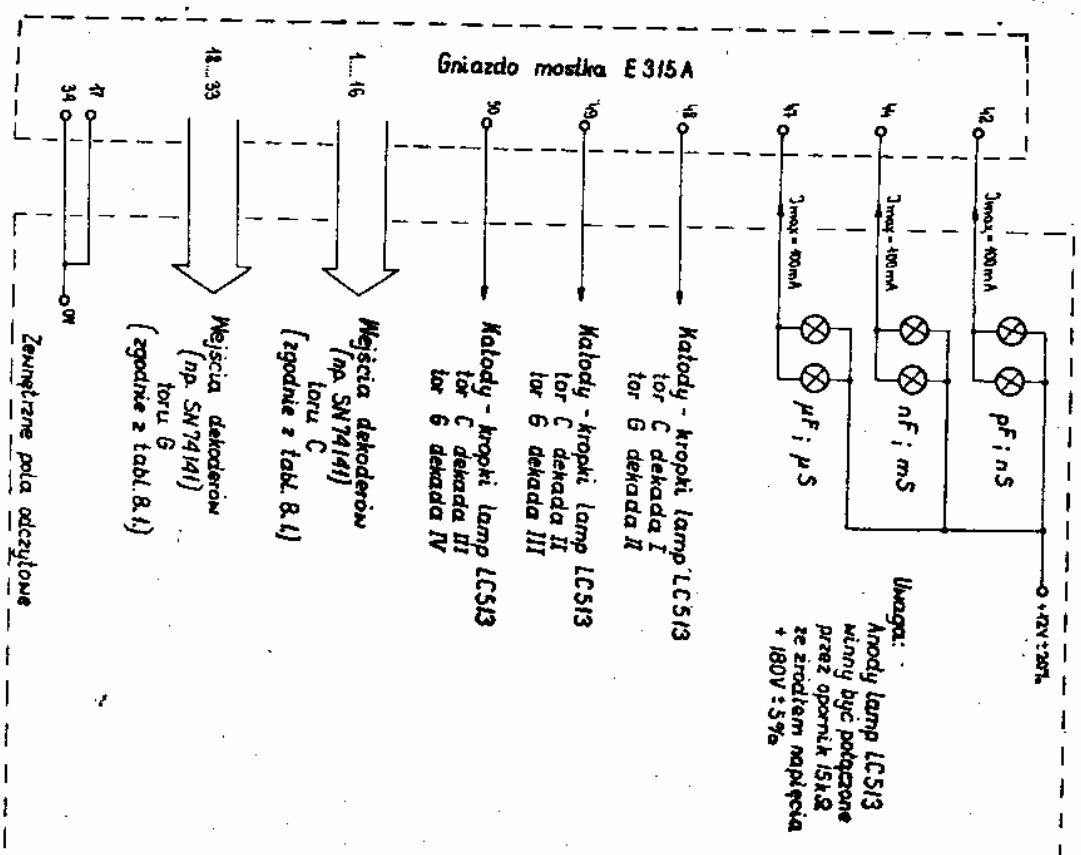 Gniazdo mostka E315A
42
44
47
48
49
50
1...16
18...33
17
34
Jmax = 100mA
Jmax = 100mA
Jmax = 100mA
pF; nS
nF; mS
μF; μS
+12V ± 20%
Uwaga:
Anody lamp LC513
winny być połączone
przez opornik 15kΩ
ze źródłem napięcia
+180V ± 5%
Katody - kropki lamp LC513
tor C dekada I
tor G dekada II
Katody - kropki lamp LC513
tor C dekada II
tor G dekada III
Katody - kropki lamp LC513
tor C dekada III
tor G dekada IV
Wejścia dekoderów
(np. SN74141)
toru C
(zgodnie z tabl. 8.1.)
Wejścia dekoderów
(np. SN74141)
toru G
(zgodnie z tabl. 8.1.)
0V
Zewnętrzne pola odczytowe